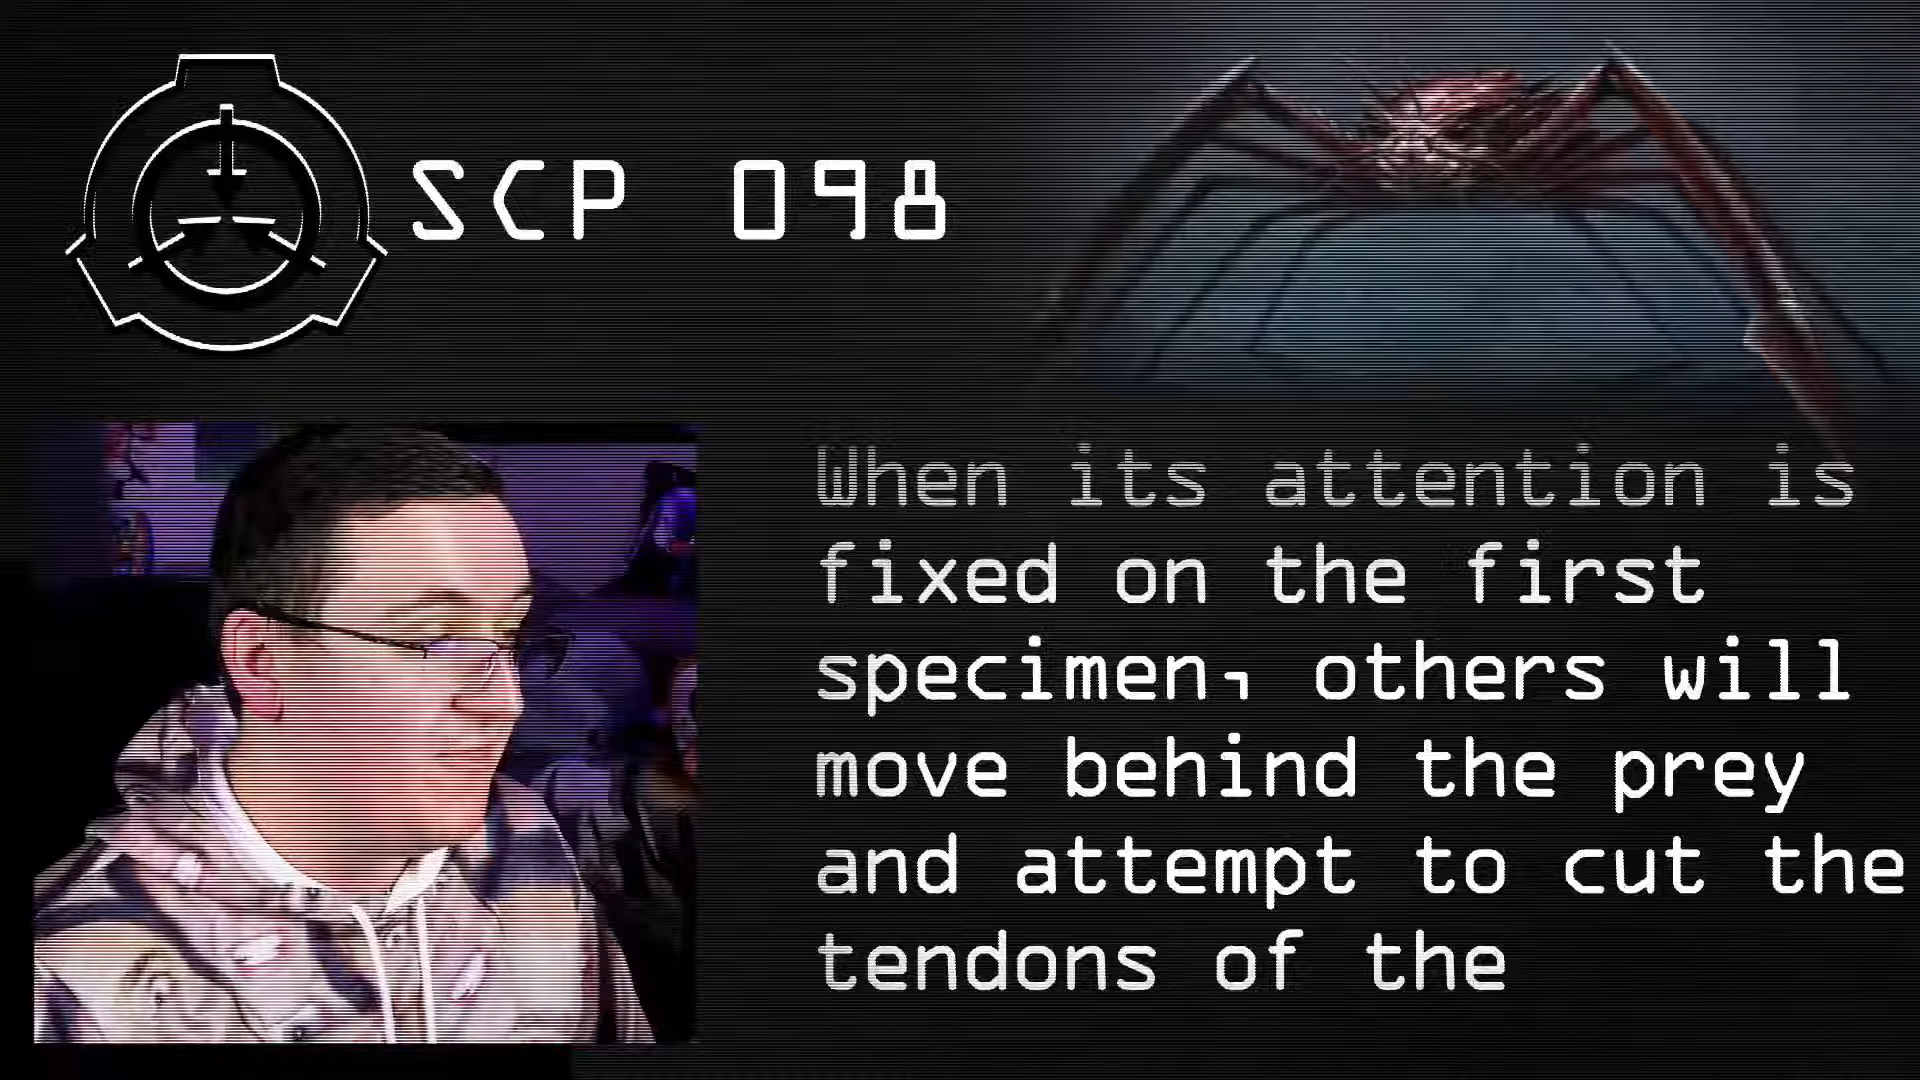 SCP 098
When its attention is
fixed on the first
specimen, others will
move behind the prey
and attempt to cut the
tendons of the